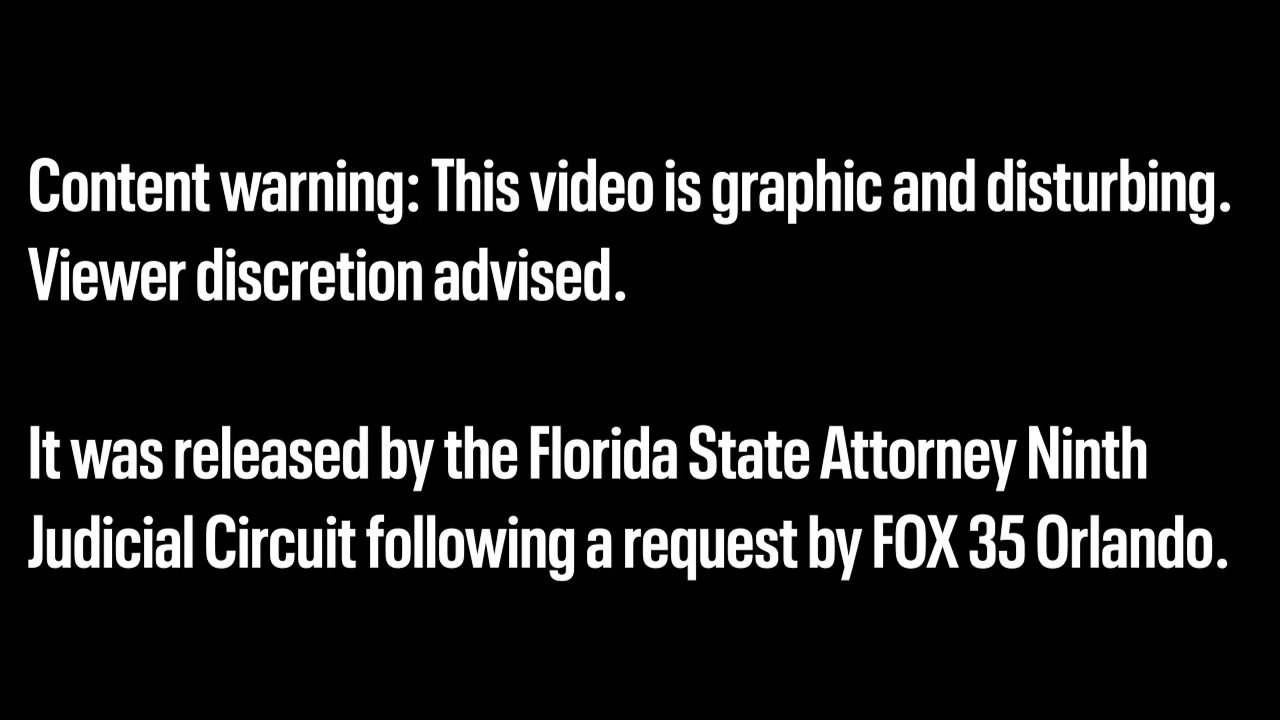 Content warning: This video is graphic and disturbing.
Viewer discretion advised.
It was released by the Florida State Attorney Ninth
Judicial Circuit following a request by FOX 35 Orlando.